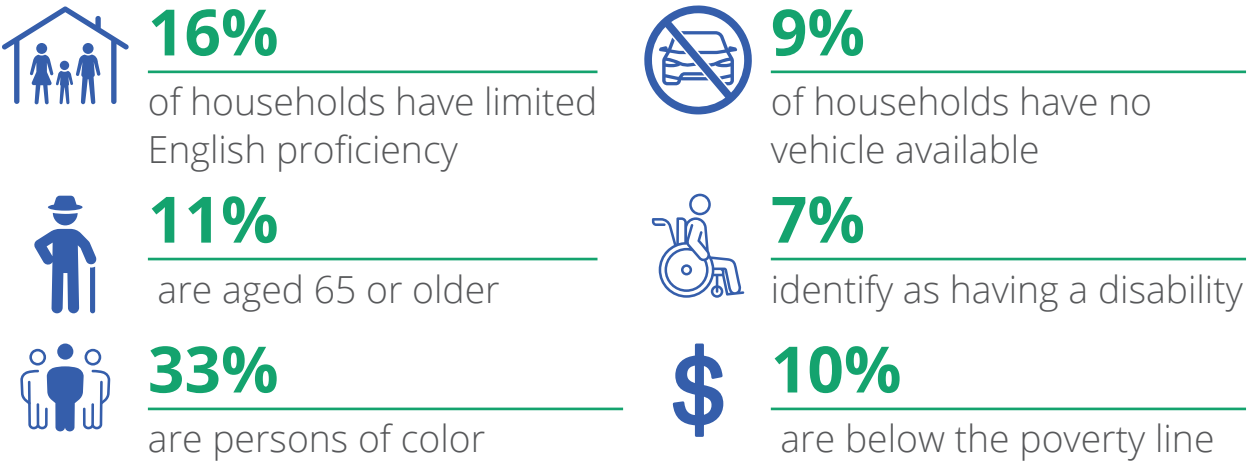 16%
of households have limited
English proficiency
9%
of households have no
vehicle available
11%
are aged 65 or older
7%
identify as having a disability
33%
are persons of color
$
10%
are below the poverty line